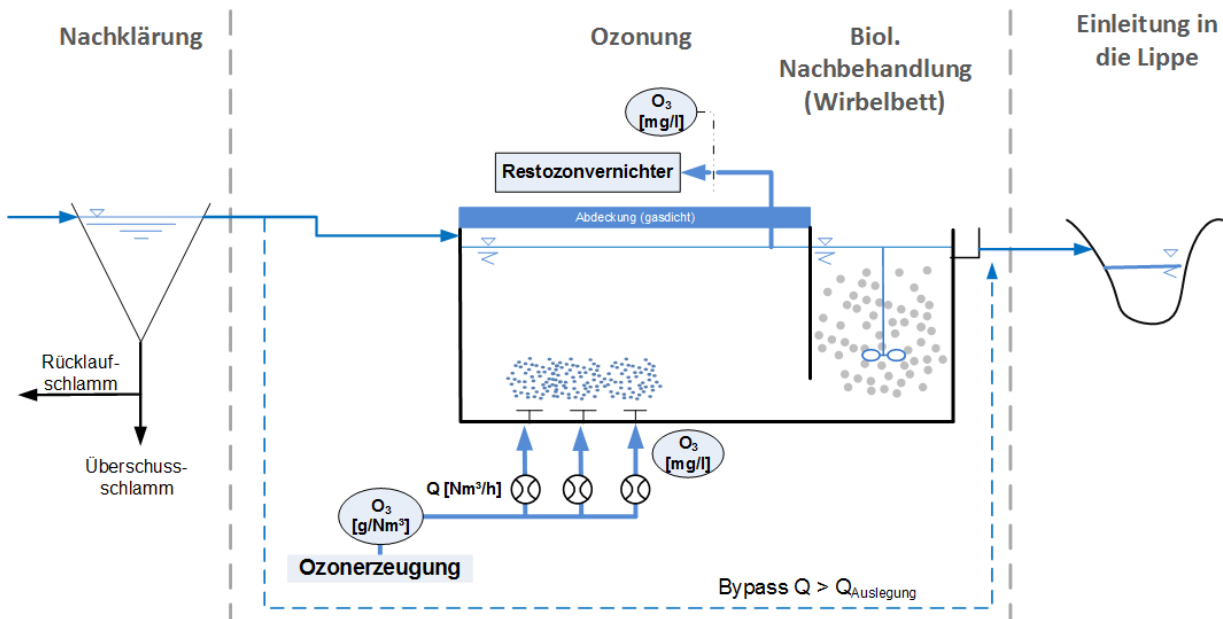 Nachklärung
Ozonung
Biol.
Nachbehandlung
(Wirbelbett)
Einleitung in
die Lippe
O₃
[mg/l]
Restozonvernichter
Abdeckung (gasdicht)
Rücklauf-
schlamm
Überschuss-
schlamm
O₃
[mg/l]
Q [Nm³/h]
O₃
[g/Nm³]
Ozonerzeugung
Bypass Q > Q_Auslegung